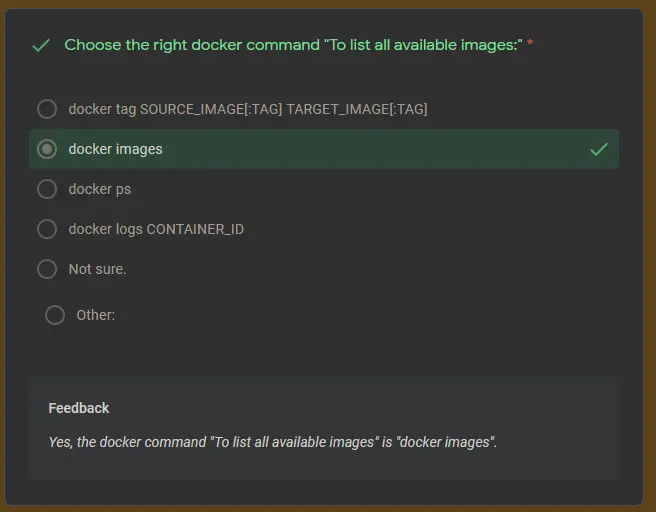 Choose the right docker command "To list all available images:" *
docker tag SOURCE_IMAGE[:TAG] TARGET_IMAGE[:TAG]
docker images
docker ps
docker logs CONTAINER_ID
Not sure.
Other:
Feedback
Yes, the docker command "To list all available images" is "docker images".